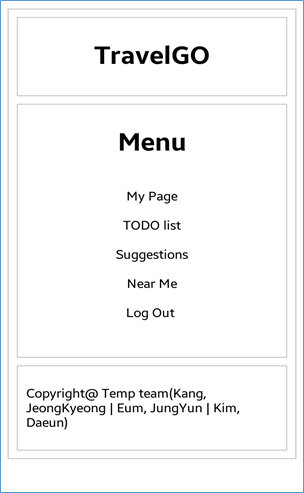 TravelGO
Menu
My Page
TODO list
Suggestions
Near Me
Log Out
Copyright@ Temp team(Kang,
JeongKyeong | Eum, JungYun | Kim,
Daeun)